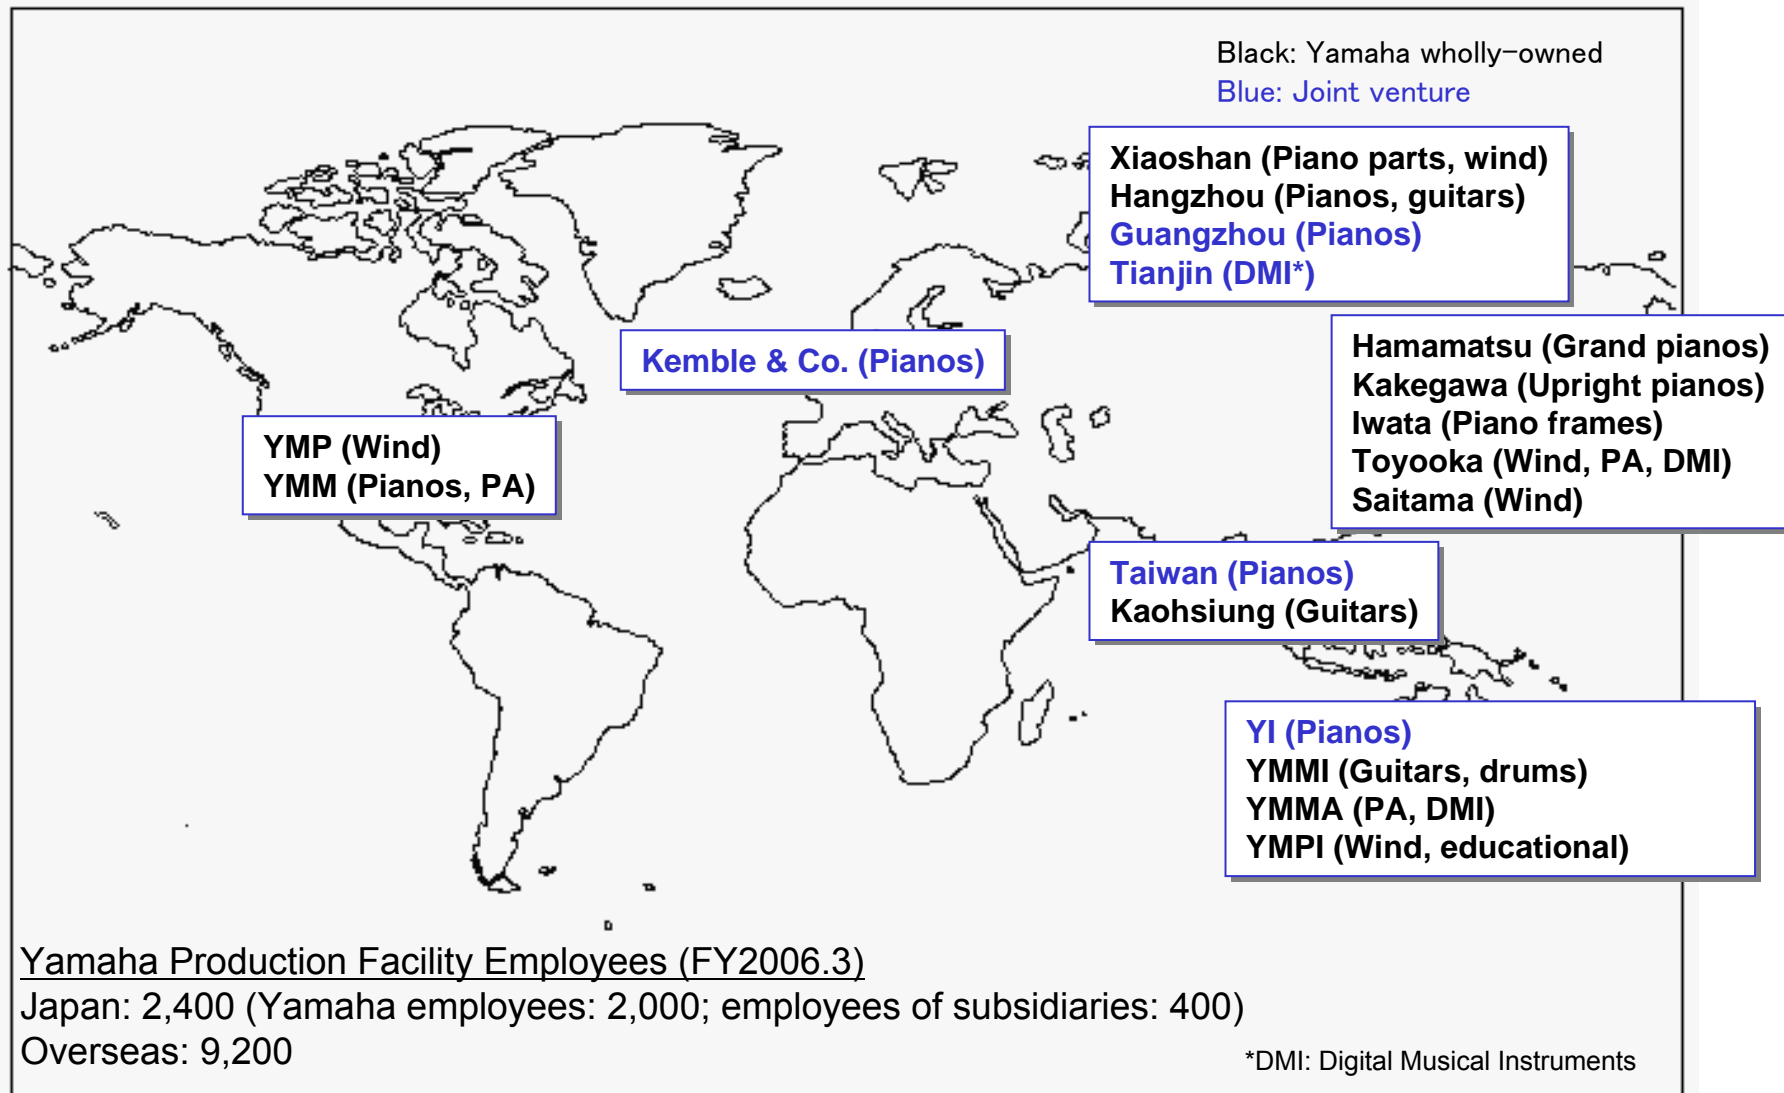 Black: Yamaha wholly-owned
Blue: Joint venture
Xiaoshan (Piano parts, wind)
Hangzhou (Pianos, guitars)
Guangzhou (Pianos)
Tianjin (DMI*)
Kemble & Co. (Pianos)
Hamamatsu (Grand pianos)
Kakegawa (Upright pianos)
Iwata (Piano frames)
Toyooka (Wind, PA, DMI)
Saitama (Wind)
YMP (Wind)
YMM (Pianos, PA)
Taiwan (Pianos)
Kaohsiung (Guitars)
YI (Pianos)
YMMI (Guitars, drums)
YMMA (PA, DMI)
YMPI (Wind, educational)
Yamaha Production Facility Employees (FY2006.3)
Japan: 2,400 (Yamaha employees: 2,000; employees of subsidiaries: 400)
Overseas: 9,200
*DMI: Digital Musical Instruments